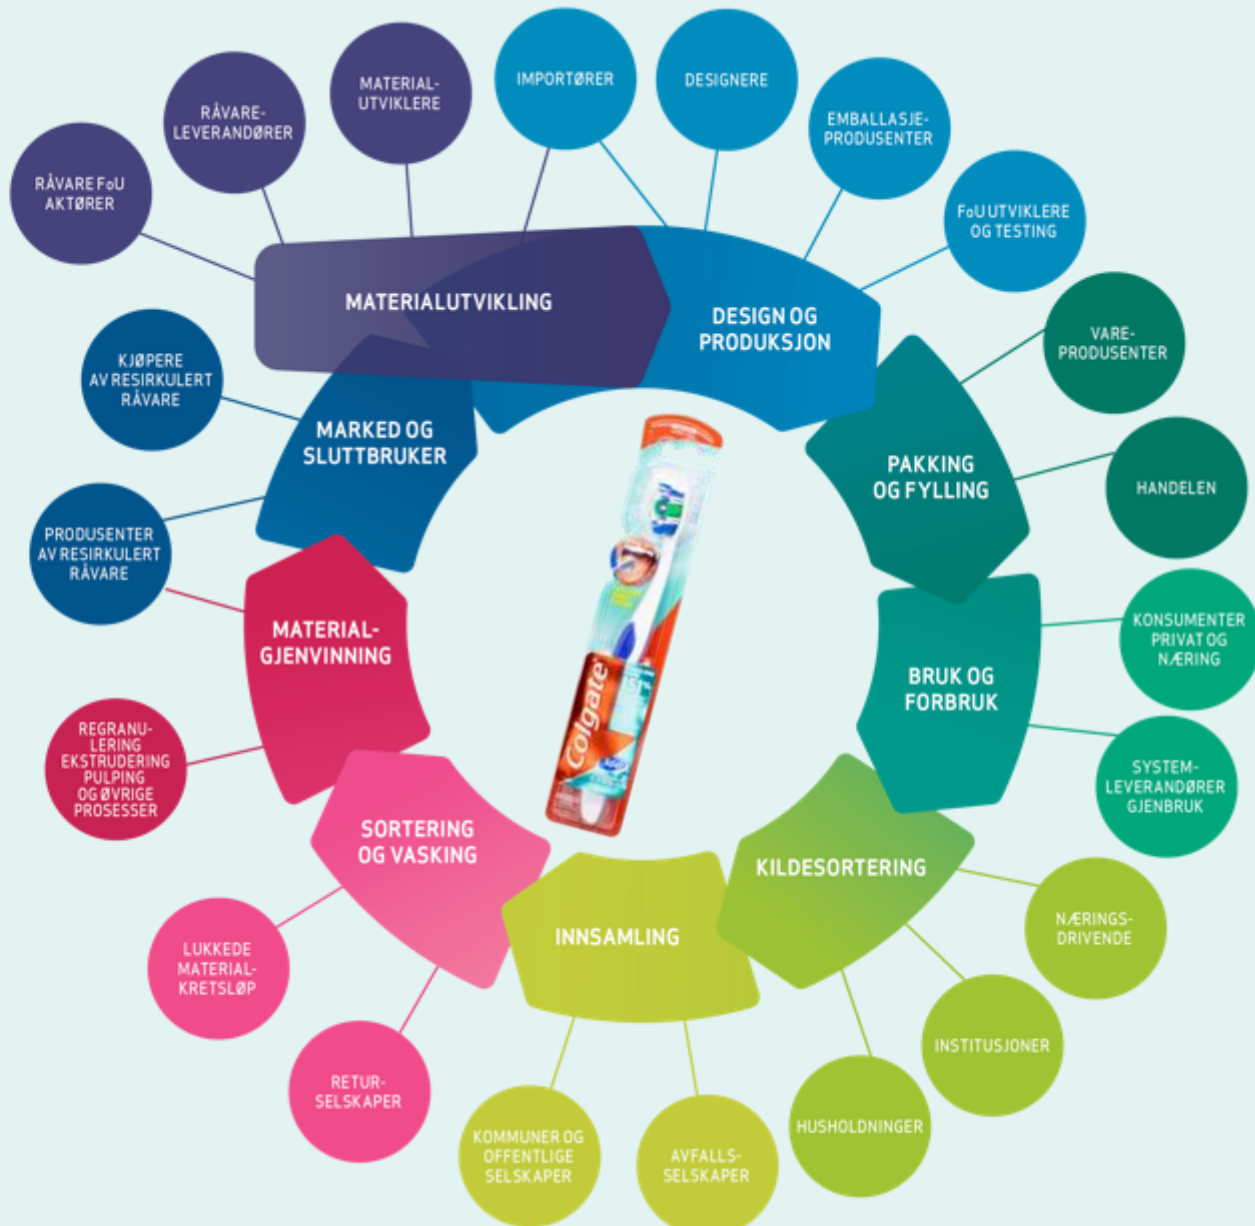 IMPORTØRER
DESIGNERE
MATERIAL-
UTVIKLERE
RÅVARE-
LEVERANDØRER
EMBALLASJE-
PRODUSENTER
RÅVARE FoU
AKTØRER
FoU UTVIKLERE
OG TESTING
MATERIALUTVIKLING
DESIGN OG
PRODUKSJON
VARE-
PRODUSENTER
KJØPERE
AV RESIRKULERT
RÅVARE
MARKED OG
SLUTTBRUKER
PAKKING
OG FYLLING
HANDELEN
PRODUSENTER
AV RESIRKULERT
RÅVARE
MATERIAL-
GJENVINNING
KONSUMENTER
PRIVAT OG
NÆRING
BRUK OG
FORBRUK
Colgate
REGRANU-
LERING
EKSTRUDERING
PULPING
OG ØVRIGE
PROSESSER
SYSTEM-
LEVERANDØRER
GJENBRUK
SORTERING
OG VASKING
KILDESORTERING
INNSAMLING
NÆRINGS-
DRIVENDE
LUKKEDE
MATERIAL-
KRETSLØP
INSTITUSJONER
RETUR-
SELSKAPER
HUSHOLDNINGER
KOMMUNER OG
OFFENTLIGE
SELSKAPER
AVFALLS-
SELSKAPER